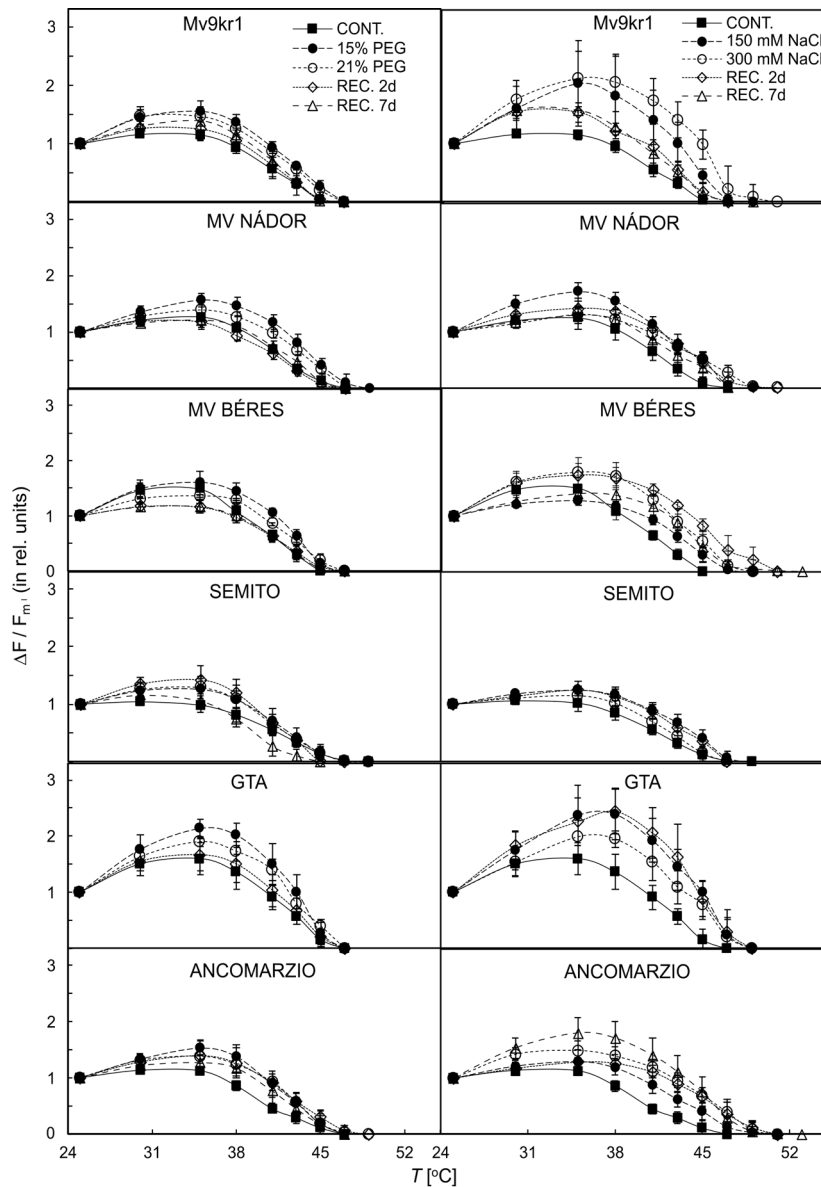 3
2
1
Mv9kr1
CONT.
15% PEG
21% PEG
REC. 2d
REC. 7d
Mv9kr1
CONT.
150 mM NaCl
300 mM NaCl
REC. 2d
REC. 7d
3
2
1
MV NÁDOR
MV NÁDOR
3
2
1
MV BÉRES
MV BÉRES
3
2
1
SEMITO
SEMITO
3
2
1
GTA
GTA
3
2
1
0
ANCOMARZIO
ANCOMARZIO
24 31 38 45 52 24 31 38 45 52
ΔF / Fm' (in rel. units)
T [°C]